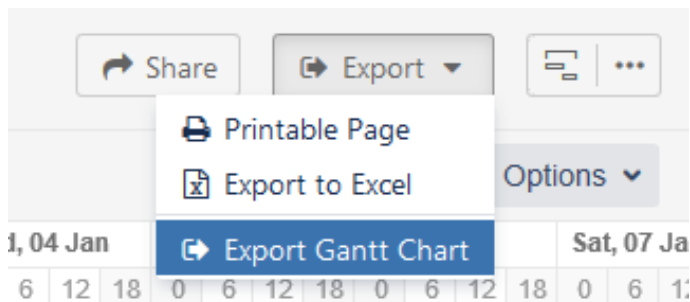 Share Export
Printable Page
Export to Excel
Options
Export Gantt Chart
04 Jan Sat, 07
6 12 18 0 6 12 18 0 6 12 18 0 6